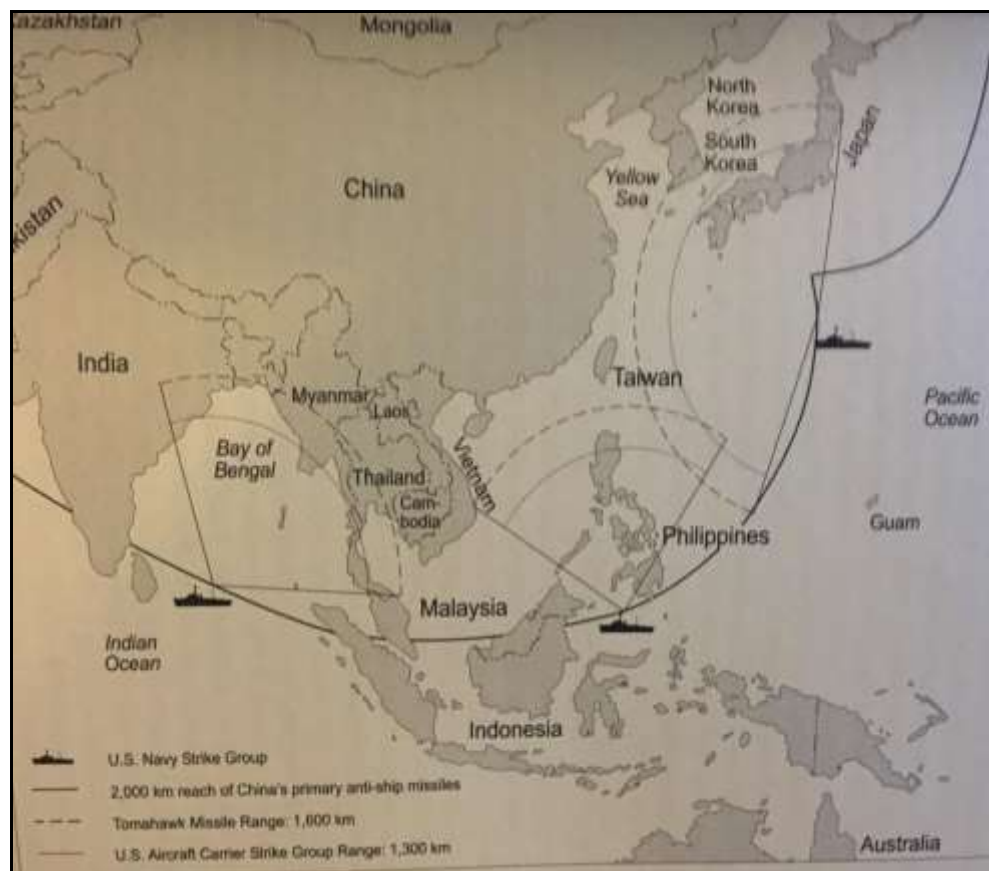 Kazakhstan
Mongolia
North
Korea
South
Korea
Japan
Yellow
Sea
China
kistan
India
Taiwan
Myanmar
Laos
Pacific
Ocean
Bay of
Bengal
Vietnam
Thailand
Cam-
bodia
Guam
Philippines
Malaysia
Indian
Ocean
Indonesia
U.S. Navy Strike Group
2,000 km reach of China's primary anti-ship missiles
Tomahawk Missile Range: 1,600 km
U.S. Aircraft Carrier Strike Group Range: 1,300 km
Australia